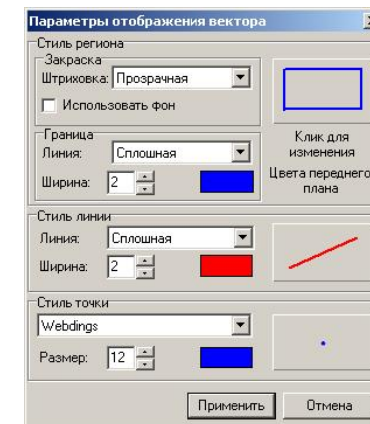 Параметры отображения вектора
Стиль региона
Закраска
Штриховка: Прозрачная
Использовать фон
Граница
Линия: Сплошная
Ширина: 2
Клик для
изменения
Цвета переднего
плана
Стиль линии
Линия: Сплошная
Ширина: 2
Стиль точки
Webdings
Размер: 12
Применить
Отмена